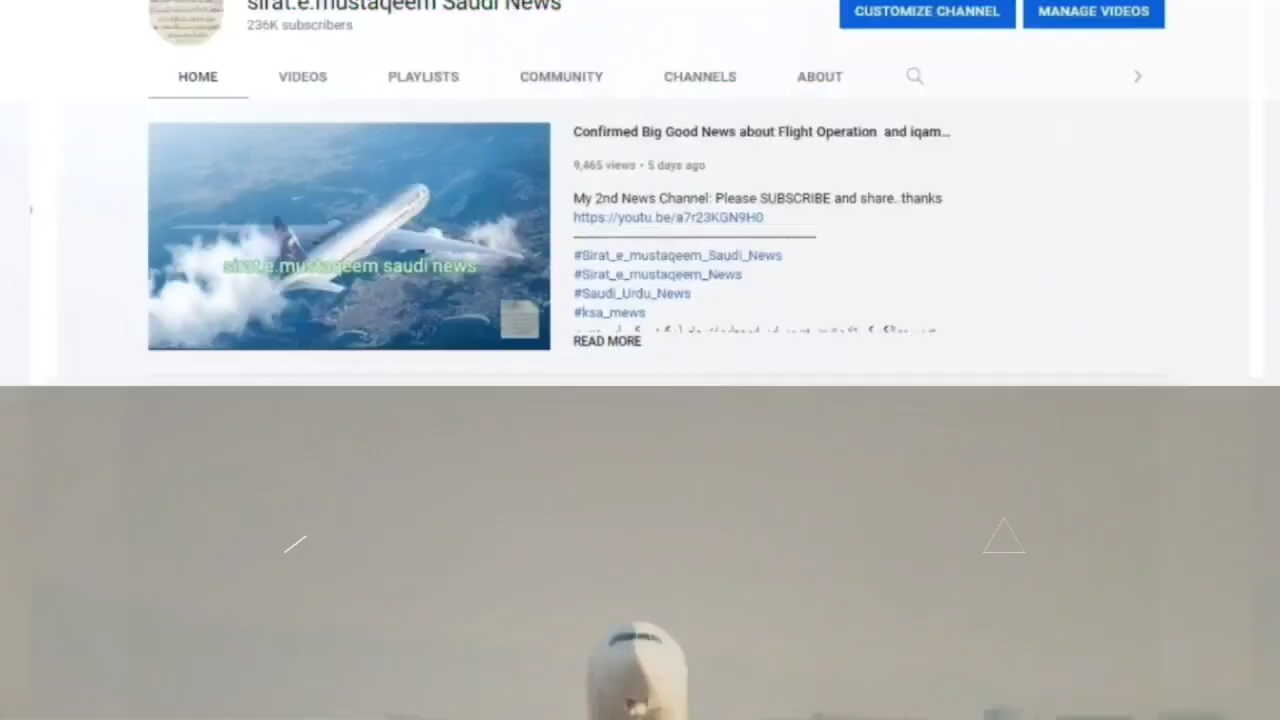 sirat.e.mustaqeem Saudi News
236K subscribers
CUSTOMIZE CHANNEL
MANAGE VIDEOS
HOME
VIDEOS
PLAYLISTS
COMMUNITY
CHANNELS
ABOUT
sirat.e.mustaqeem saudi news
Confirmed Big Good News about Flight Operation and iqam...
9,465 views • 5 days ago
My 2nd News Channel: Please SUBSCRIBE and share..thanks
https://youtu.be/a7r23KGN9H0
#Sirat_e_mustaqeem_Saudi_News
#Sirat_e_mustaqeem_News
#Saudi_Urdu_News
#ksa_mews
READ MORE